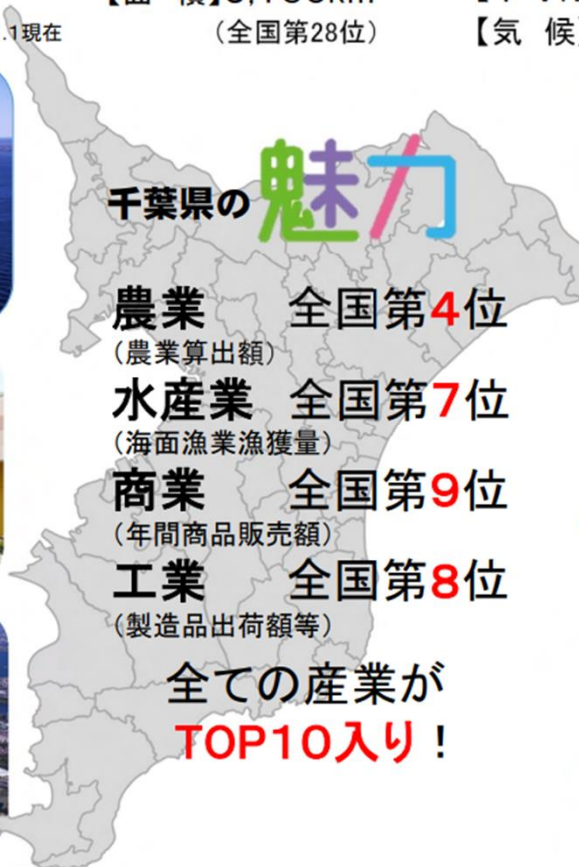 .1現在
(全国第28位)
【気 候
千葉県の魅力
農業 全国第4位
(農業算出額)
水産業 全国第7位
(海面漁業漁獲量)
商業 全国第9位
(年間商品販売額)
工業 全国第8位
(製造品出荷額等)
全ての産業が
TOP10入り！